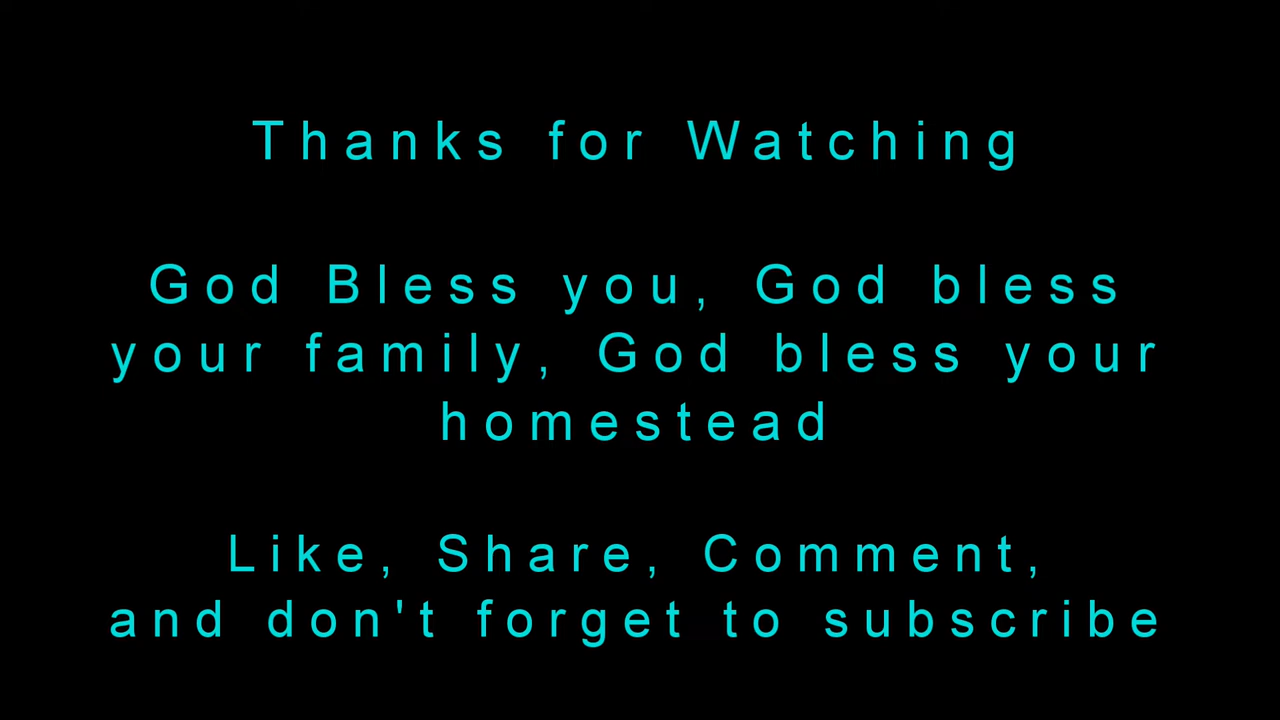 Thanks for Watching
God Bless you, God bless
your family, God bless your
homestead
Like, Share, Comment,
and don't forget to subscribe